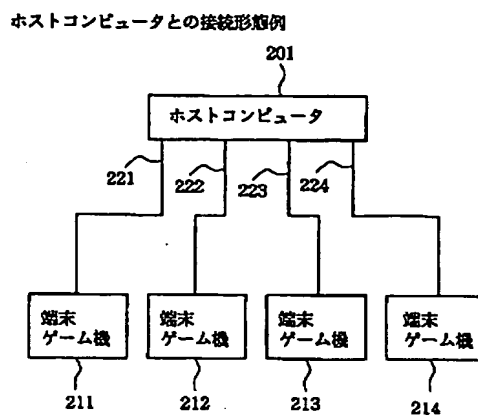 ホストコンピュータとの接続形態例
201
ホストコンピュータ
221
222
223
224
端末
ゲーム機
端末
ゲーム機
端末
ゲーム機
端末
ゲーム機
211
212
213
214